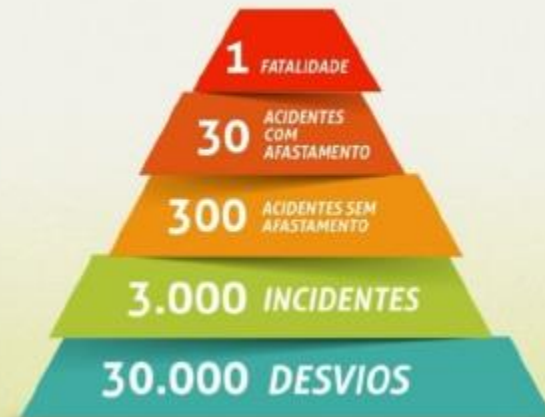 1 FATALIDADE
30 ACIDENTES
COM
AFASTAMENTO
300 ACIDENTES SEM
AFASTAMENTO
3.000 INCIDENTES
30.000 DESVIOS